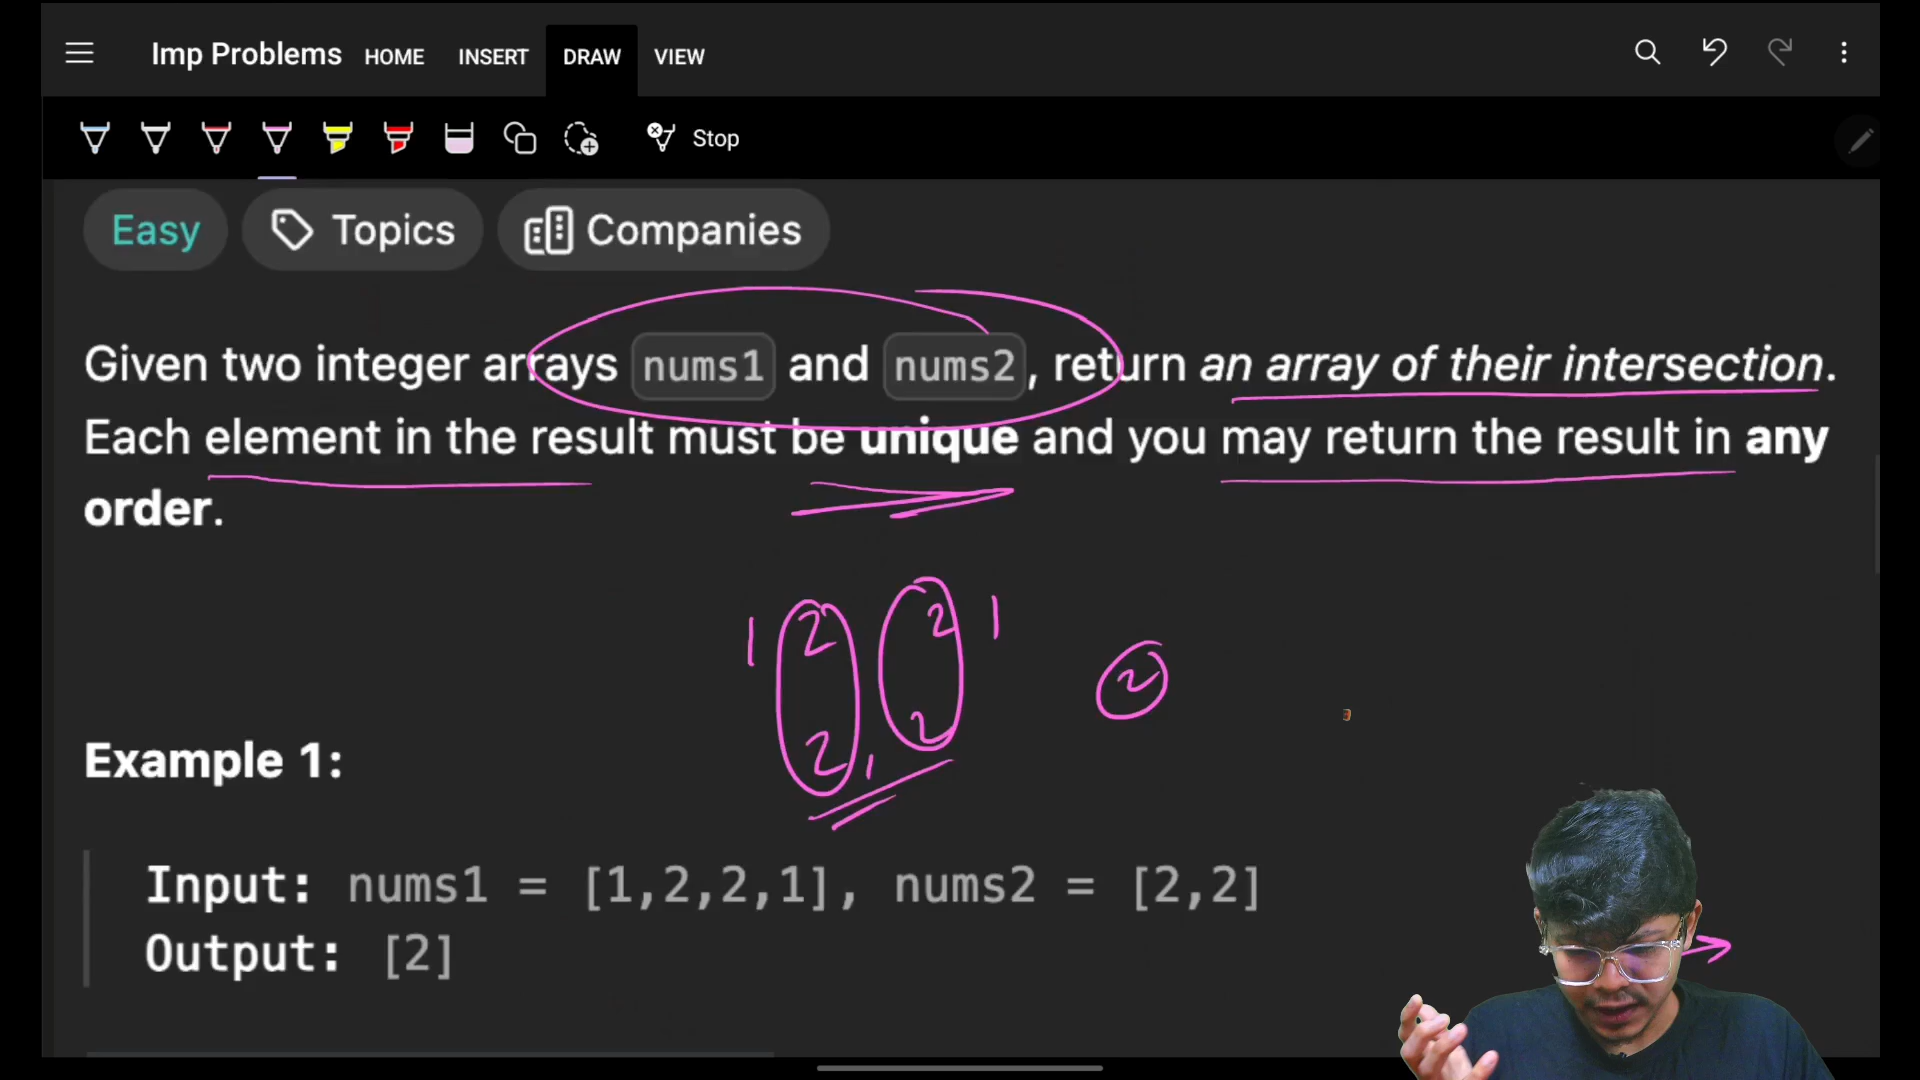 Imp Problems HOME INSERT DRAW VIEW
Stop
Easy Topics Companies
Given two integer arrays nums1 and nums2, return an array of their intersection.
Each element in the result must be unique and you may return the result in any
order.
1 2 2 1
2
2, 2
Example 1:
Input: nums1 = [1,2,2,1], nums2 = [2,2]
Output: [2]